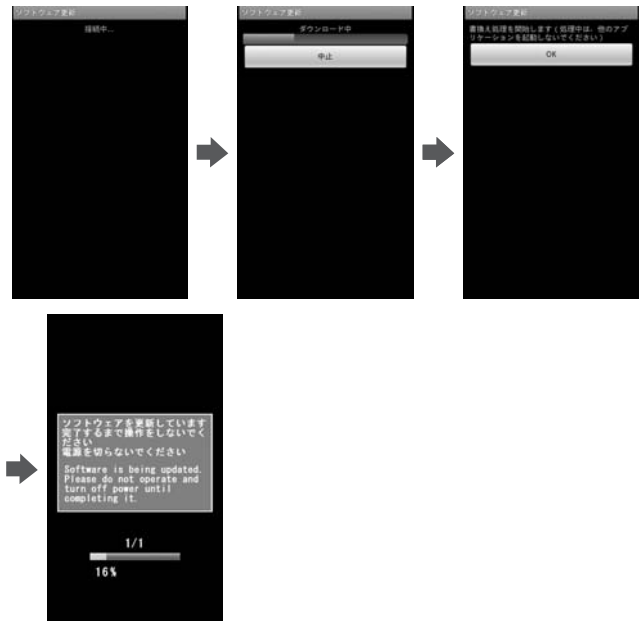 ソフトウェア更新
接続中...
ソフトウェア更新
ダウンロード中
中止
ソフトウェア更新
書換え処理を開始します(処理中は、他のアプ
リケーションを起動しないでください)
OK
ソフトウェアを更新しています
完了するまで操作をしないでく
ださい
電源を切らないでください
Software is being updated.
Please do not operate and
turn off power until
completing it.
1/1
16%